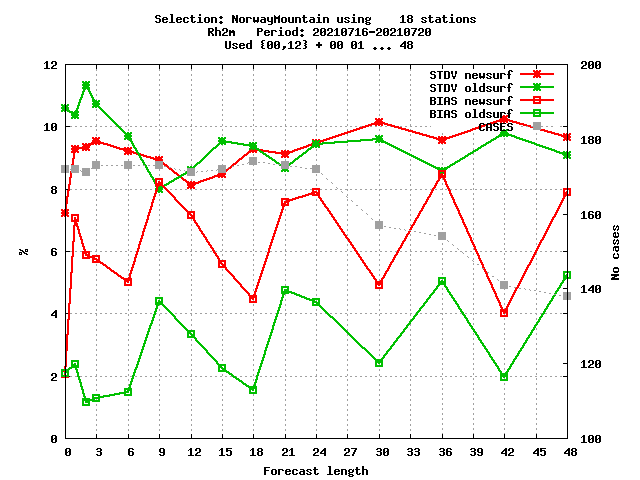 Selection: NorwayMountain using 18 stations
Rh2m Period: 20210716-20210720
Used {00,12} + 00 01 ... 48
STDV newsurf
STDV oldsurf
BIAS newsurf
BIAS oldsurf
CASES
12
10
8
6
4
2
0
%
200
180
160
140
120
100
No cases
0 3 6 9 12 15 18 21 24 27 30 33 36 39 42 45 48
Forecast length